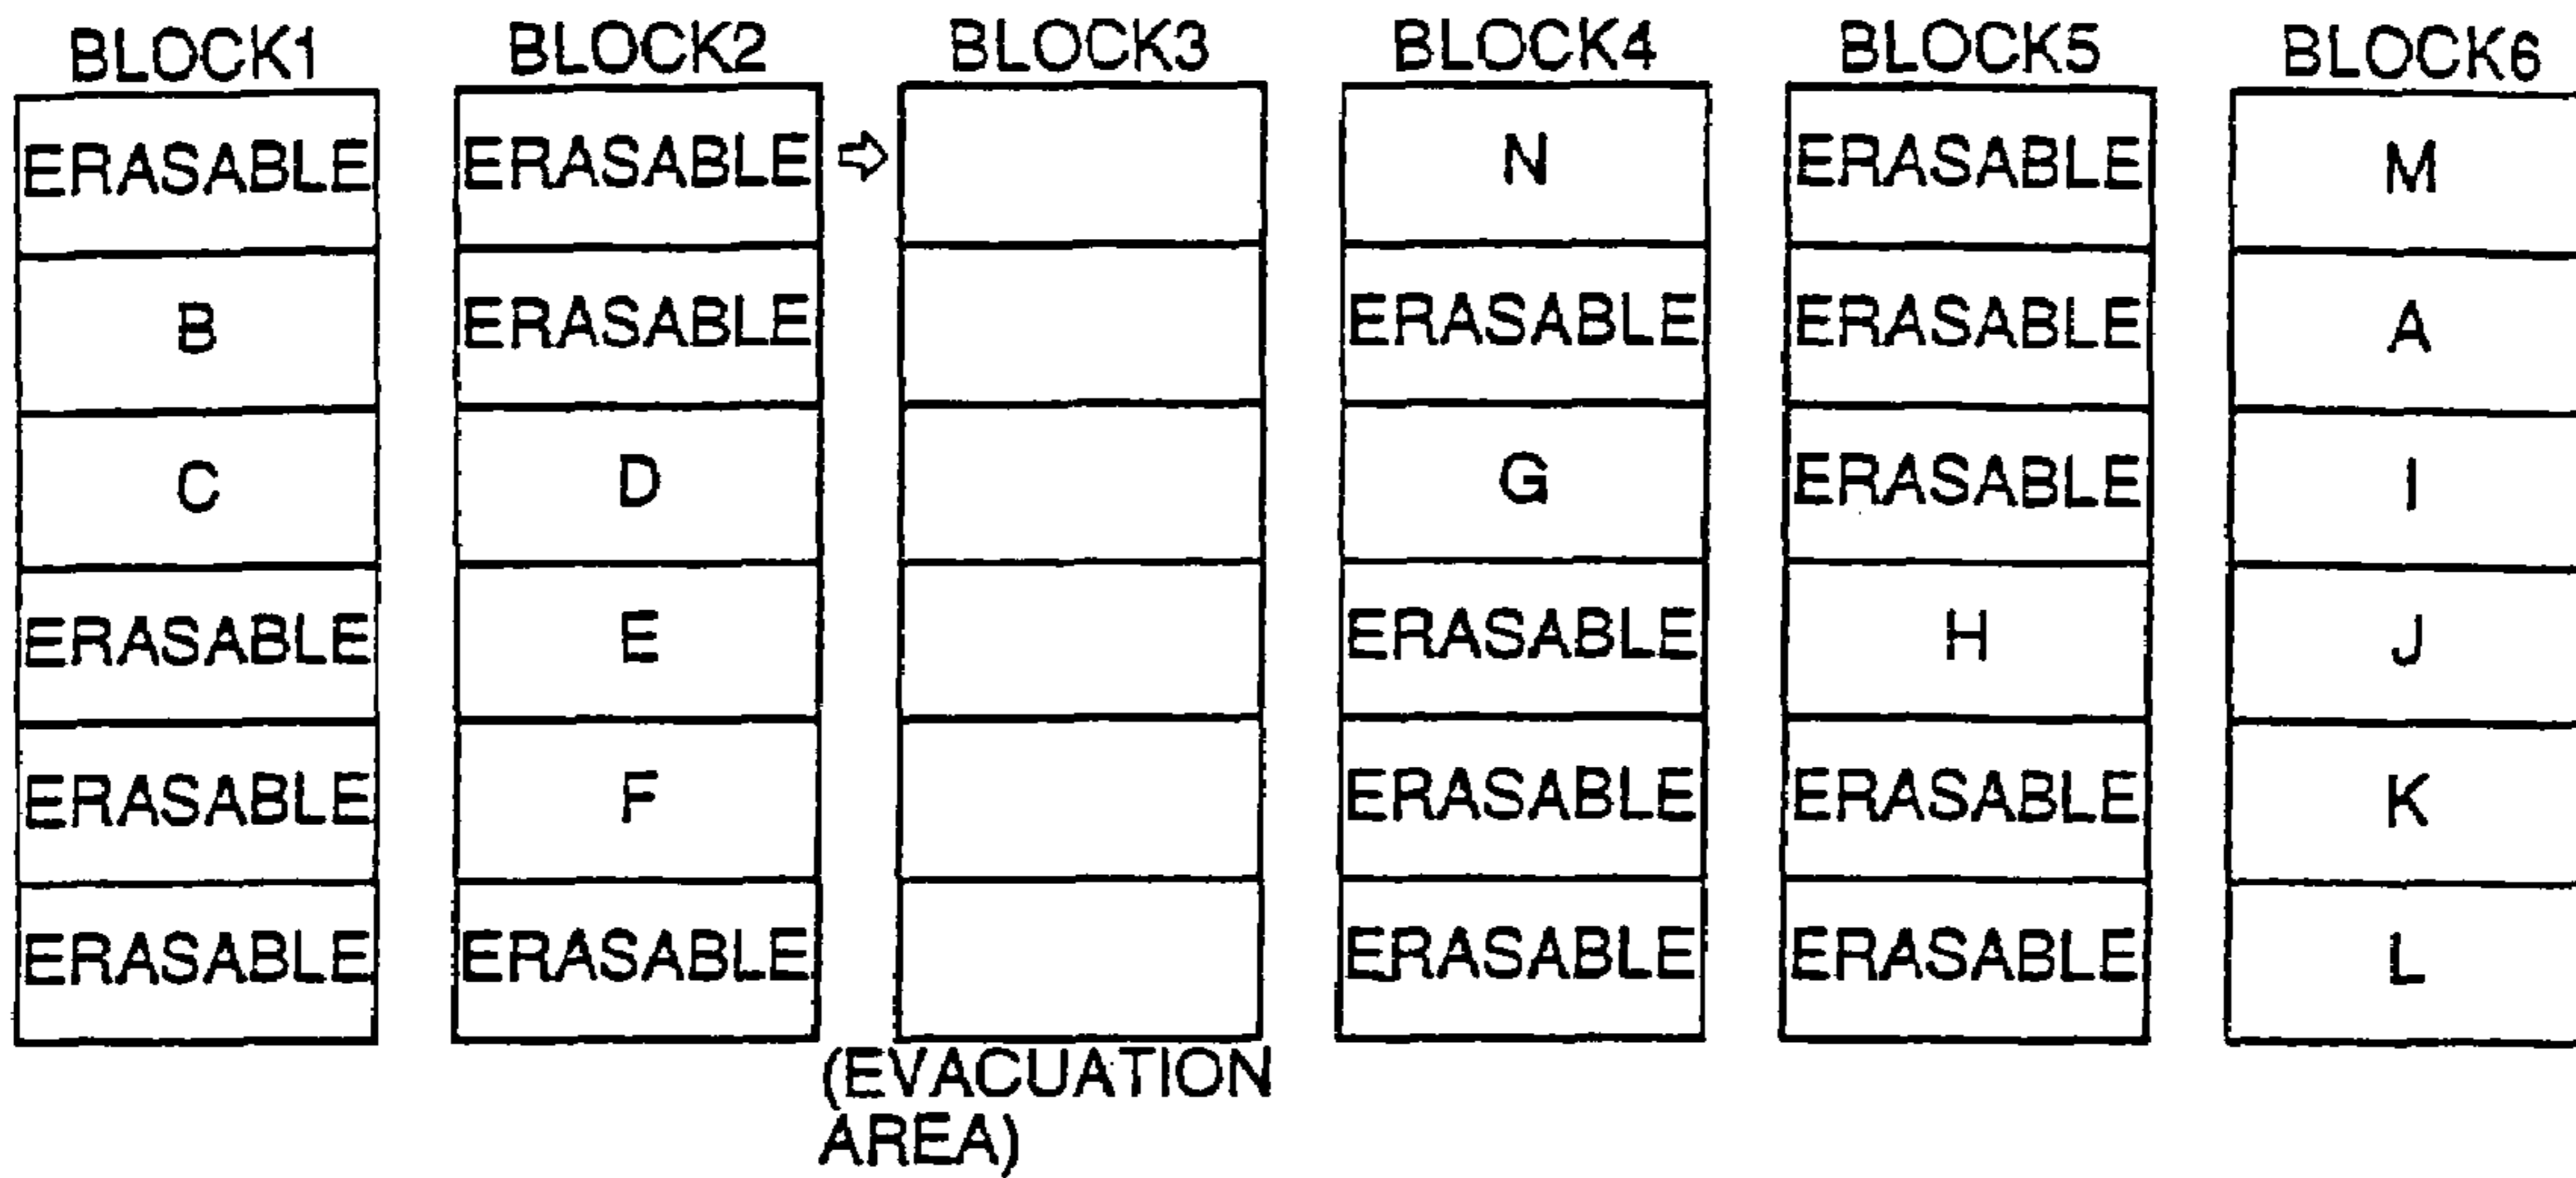 BLOCK1 BLOCK2 BLOCK3 BLOCK4 BLOCK5 BLOCK6
ERASABLE ERASABLE N ERASABLE M
B ERASABLE ERASABLE ERASABLE A
C D G ERASABLE I
ERASABLE E ERASABLE H J
ERASABLE F ERASABLE ERASABLE K
ERASABLE ERASABLE ERASABLE ERASABLE L
(EVACUATION
AREA)